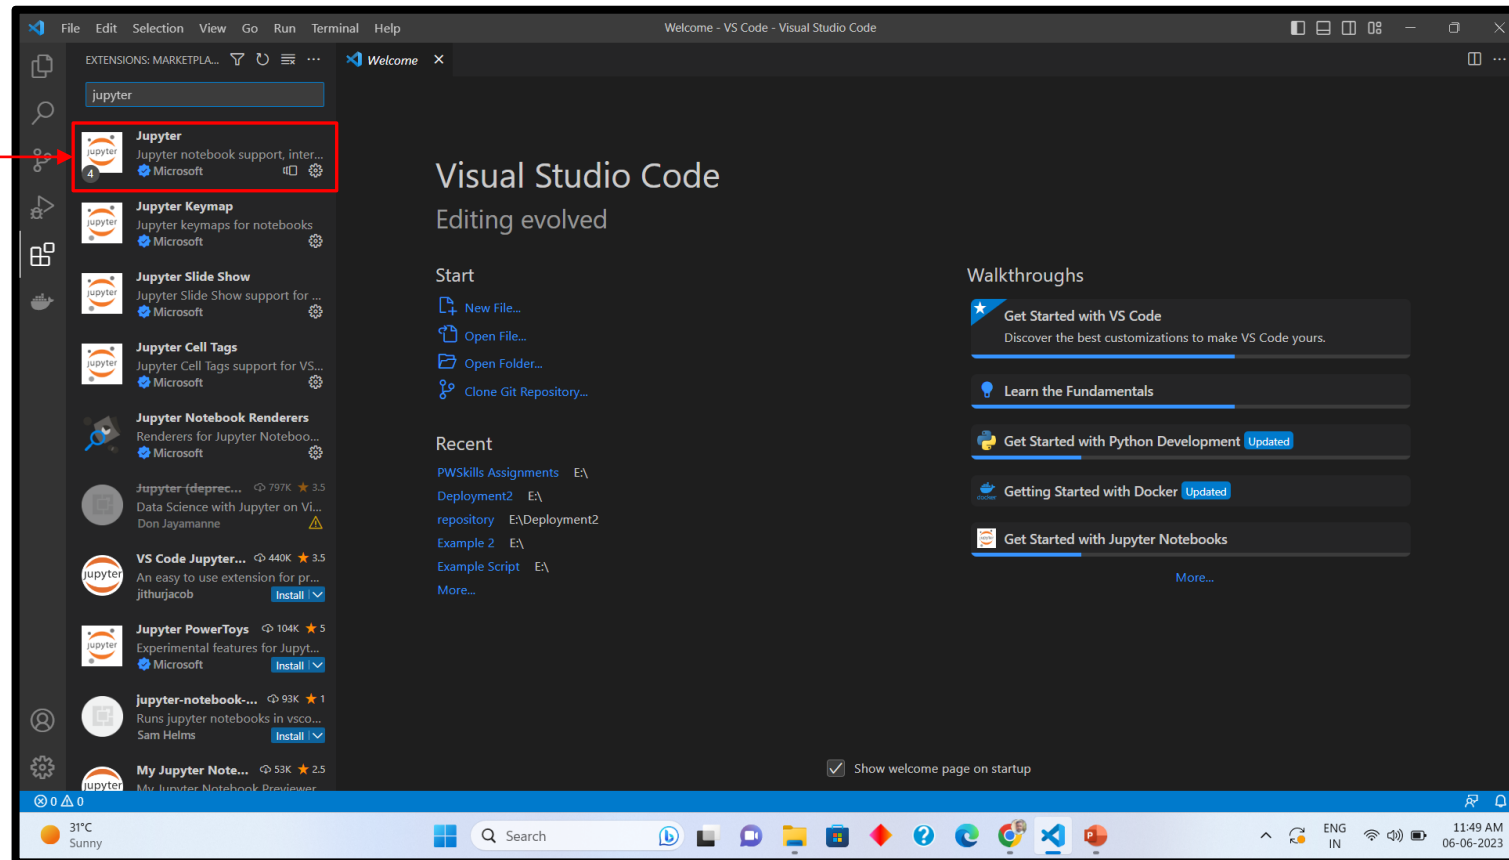 File Edit Selection View Go Run Terminal Help
Welcome - VS Code - Visual Studio Code
EXTENSIONS: MARKETPLA...
Welcome
jupyter
Jupyter
Jupyter notebook support, inter...
Microsoft
4
Jupyter Keymap
Jupyter keymaps for notebooks
Microsoft
Jupyter Slide Show
Jupyter Slide Show support for ...
Microsoft
Jupyter Cell Tags
Jupyter Cell Tags support for VS...
Microsoft
Jupyter Notebook Renderers
Renderers for Jupyter Noteboo...
Microsoft
Jupyter (deprec... 797K 3.5
Data Science with Jupyter on Vi...
Don Jayamanne
VS Code Jupyter... 440K 3.5
An easy to use extension for pr...
jithurjacob Install
Jupyter PowerToys 104K 5
Experimental features for Jupyt...
Microsoft Install
jupyter-notebook-... 93K 1
Runs jupyter notebooks in vsco...
Sam Helms Install
My Jupyter Note... 53K 2.5
My Jupyter Notebook Previewer
Visual Studio Code
Editing evolved
Start
New File...
Open File...
Open Folder...
Clone Git Repository...
Recent
PWSkills Assignments E:\
Deployment2 E:\
repository E:\Deployment2
Example 2 E:\
Example Script E:\
More...
Walkthroughs
Get Started with VS Code
Discover the best customizations to make VS Code yours.
Learn the Fundamentals
Get Started with Python Development Updated
Getting Started with Docker Updated
Get Started with Jupyter Notebooks
More...
Show welcome page on startup
0 0
31°C
Sunny
Search
ENG
IN
11:49 AM
06-06-2023